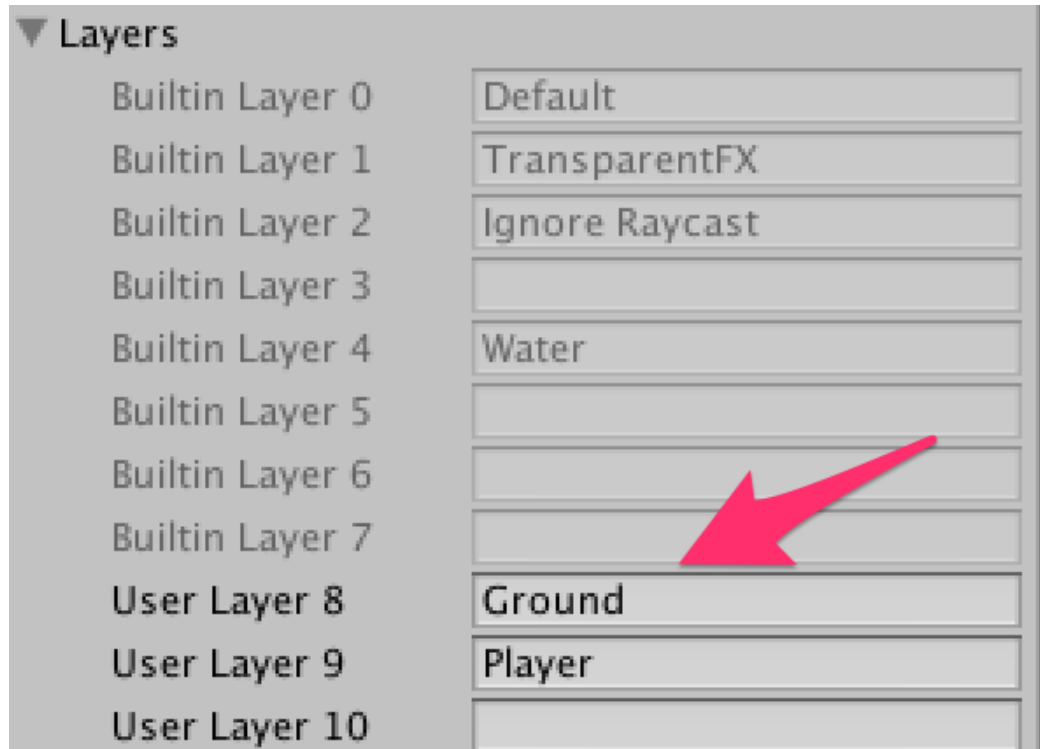 Layers
Builtin Layer 0 Default
Builtin Layer 1 TransparentFX
Builtin Layer 2 Ignore Raycast
Builtin Layer 3
Builtin Layer 4 Water
Builtin Layer 5
Builtin Layer 6
Builtin Layer 7
User Layer 8 Ground
User Layer 9 Player
User Layer 10